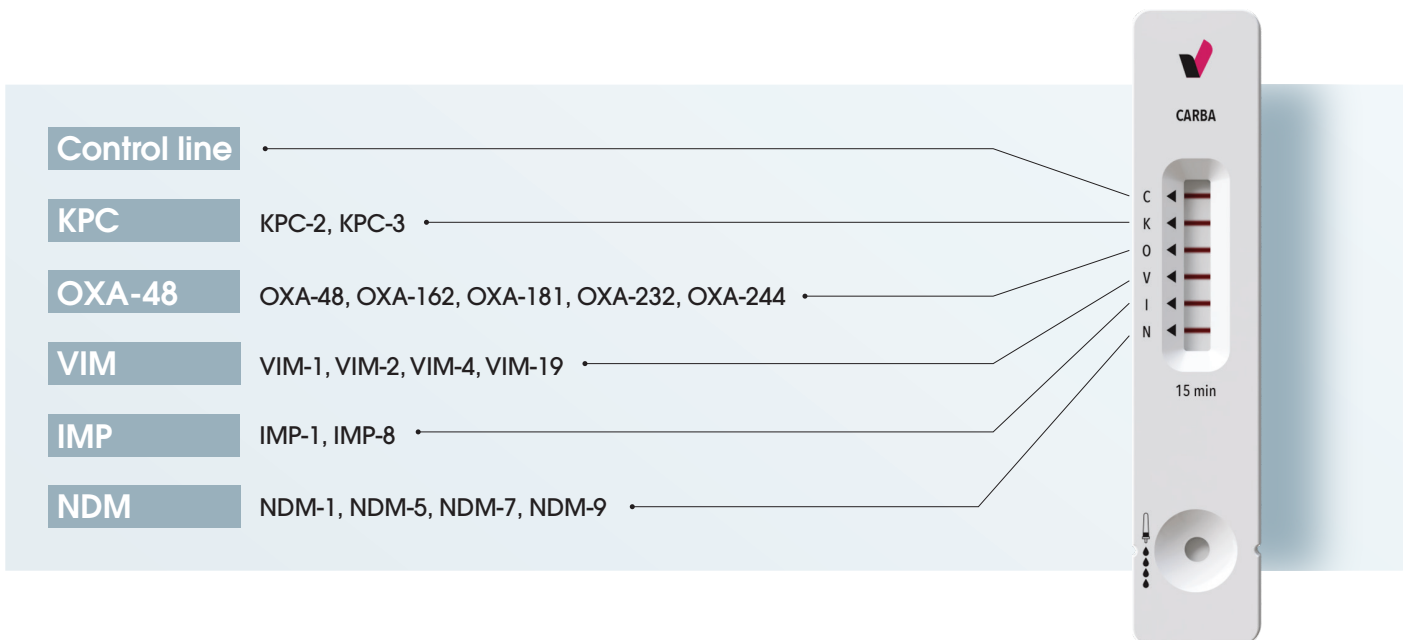 CARBA
Control line
KPC KPC-2, KPC-3
OXA-48 OXA-48, OXA-162, OXA-181, OXA-232, OXA-244
VIM VIM-1, VIM-2, VIM-4, VIM-19
IMP IMP-1, IMP-8
NDM NDM-1, NDM-5, NDM-7, NDM-9
C
K
O
V
I
N
15 min